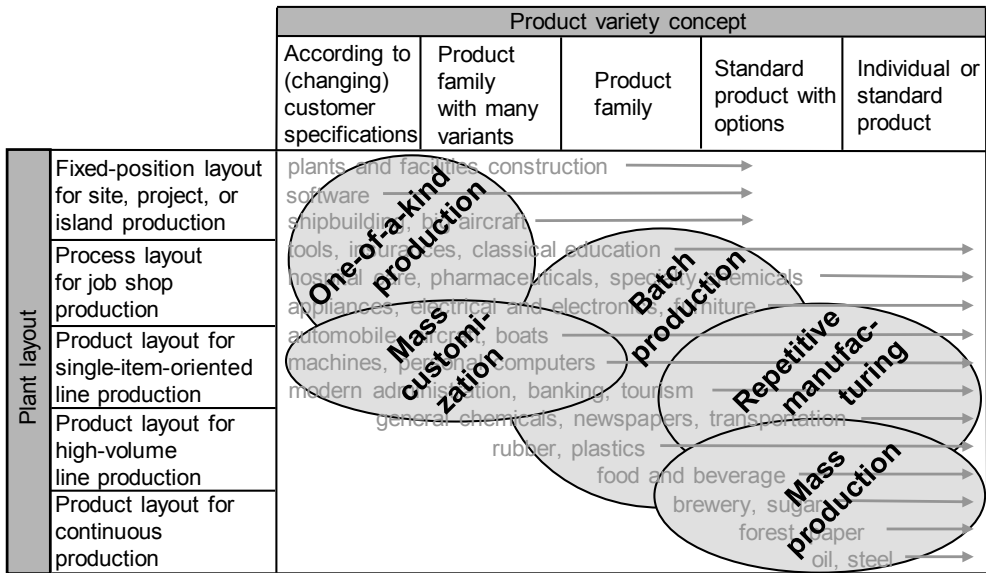 Product variety concept
According to
(changing)
customer
specifications
Product
family
with many
variants
Product
family
Standard
product with
options
Individual or
standard
product
Plant layout
Fixed-position layout
for site, project, or
island production
Process layout
for job shop
production
Product layout for
single-item-oriented
line production
Product layout for
high-volume
line production
Product layout for
continuous
production
plants and facilities construction
software
shipbuilding, big aircraft
tools, insurances, classical education
hospital care, pharmaceuticals, specialty chemicals
appliances, electrical and electronics, furniture
automobile, aircraft, boats
machines, personal computers
modern administration, banking, tourism
general chemicals, newspapers, transportation
rubber, plastics
food and beverage
brewery, sugar
forest, paper
oil, steel
One-of-a-kind
production
Mass
customi-
zation
Batch
production
Repetitive
manufac-
turing
Mass
production